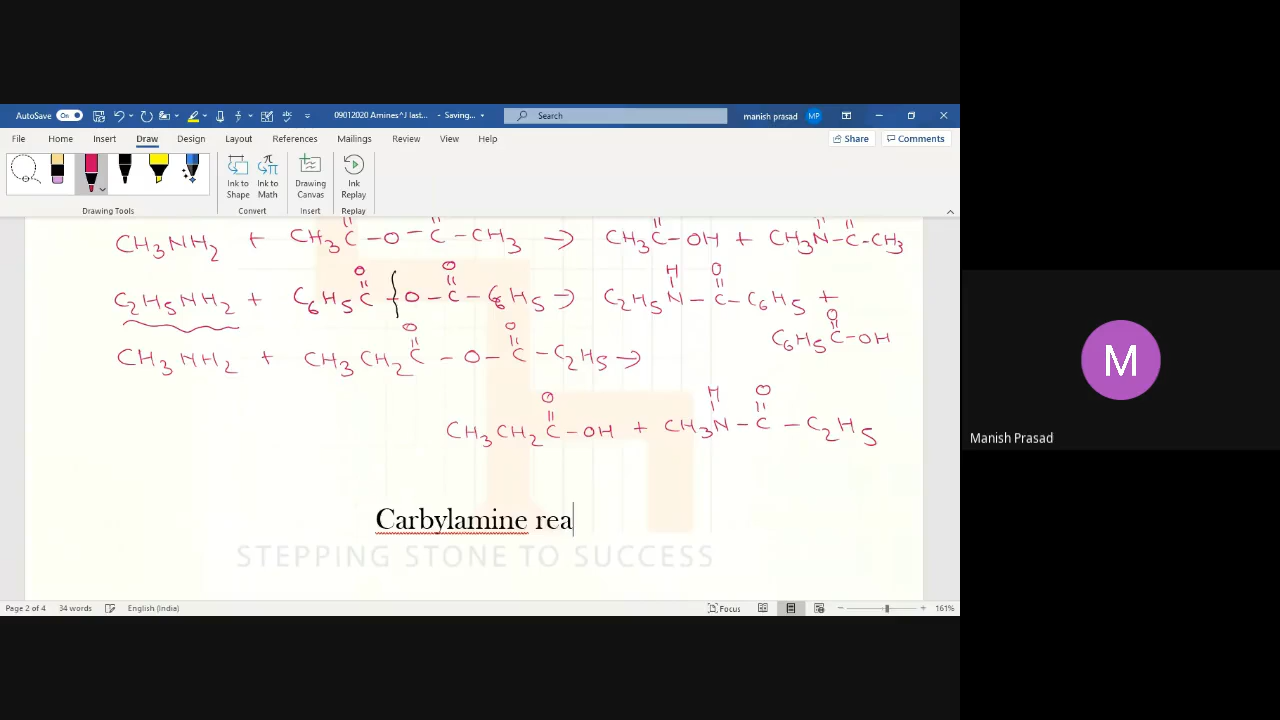 AutoSave On 09012020 Amines^J last... - Saving... Search manish prasad MP
File Home Insert Draw Design Layout References Mailings Review View Help Share Comments
Ink to Shape Ink to Math Drawing Canvas Ink Replay
Drawing Tools Convert Insert Replay
CH3NH2 + CH3C-O-C-CH3 → CH3C-OH + CH3N-C-CH3
H O
O O
C2H5NH2 + C6H5C-O-C-C6H5 → C2H5N-C-C6H5 +
O
C6H5C-OH
O O
CH3NH2 + CH3CH2C-O-C-C2H5 →
O H O
CH3CH2C-OH + CH3N-C-C2H5
Carbylamine rea
STEPPING STONE TO SUCCESS
Page 2 of 4 34 words English (India) Focus 161%
M
Manish Prasad